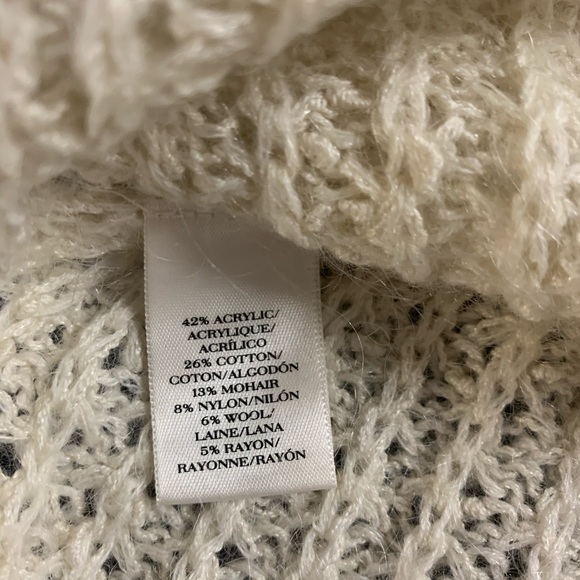 42% ACRYLIC/
ACRYLIQUE/
ACRÍLICO
26% COTTON/
COTON/ALGODÓN
13% MOHAIR
8% NYLON/NILÓN
6% WOOL/
LAINE/LANA
5% RAYON/
RAYONNE/RAYÓN